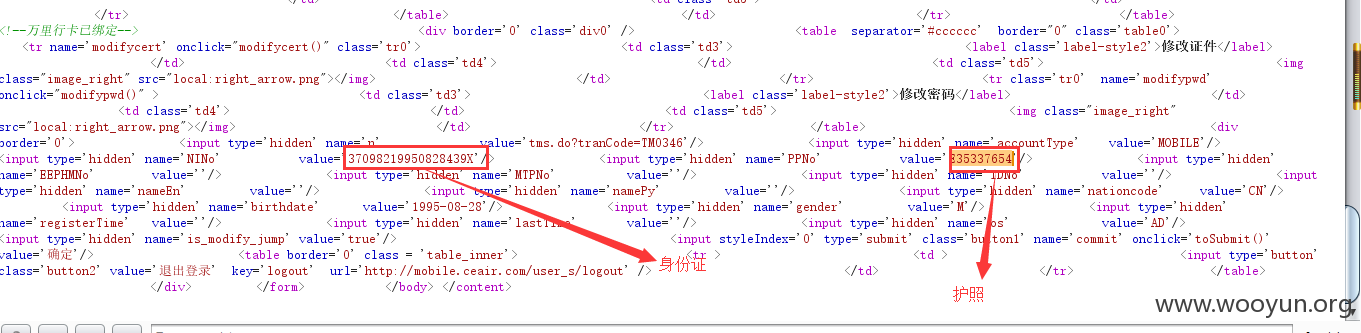 </tr> </table> </td> </tr> </table>
<!--万里行卡已绑定--> <div border='0' class='div0' /> <table separator='#cccccc' border="0" class='table0'>
<tr name='modifycert' onclick="modifycert()" class='tr0'> <td class='td3'> <label class='label-style2'>修改证件</label>
</td> <td class='td4'> </td> <td class='td5'> <img
class="image_right" src="local:right_arrow.png"></img> </td> </tr> <tr class='tr0' name='modifypwd'
onclick="modifypwd()" > <td class='td3'> <label class='label-style2'>修改密码</label> </td>
<td class='td4'> </td> <td class='td5'> <img class="image_right"
src="local:right_arrow.png"></img> </td> </tr> </table> <div
border='0'> <input type='hidden' value='tms.do?tranCode=TM0346'/> <input type='hidden' name='accountType' value='MOBILE'/>
<input type='hidden' name='NINo' value='37098219950828439X'/> <input type='hidden' name='PPNo' value='335337654'/> <input type='hidden'
name='EEPHMNo' value=''/> <input type='hidden' name='MTPNo' value=''/> <input type='hidden' name='IDNo' value=''/> <input
type='hidden' name='nameEn' value=''/> <input type='hidden' name='namePy' value=''/> <input type='hidden' name='nationcode' value='CN'/>
<input type='hidden' name='birthdate' value='1995-08-28'/> <input type='hidden' name='gender' value='M'/> <input type='hidden'
name='registerTime' value=''/> <input type='hidden' name='lastTime' value=''/> <input type='hidden' name='os' value='AD'/>
<input type='hidden' name='is_modify_jump' value='true'/> <input styleIndex='0' type='submit' class='button1' name='commit' onclick='toSubmit()'
value='确定'/> <table border='0' class = 'table_inner'> <tr > <td > <input type='button'
class='button2' value='退出登录' key='logout' url='http://mobile.ceair.com/user_s/logout' /> </td> </tr> </table>
</div> </form> </body> </content>
身份证
护照
www.wooyun.org